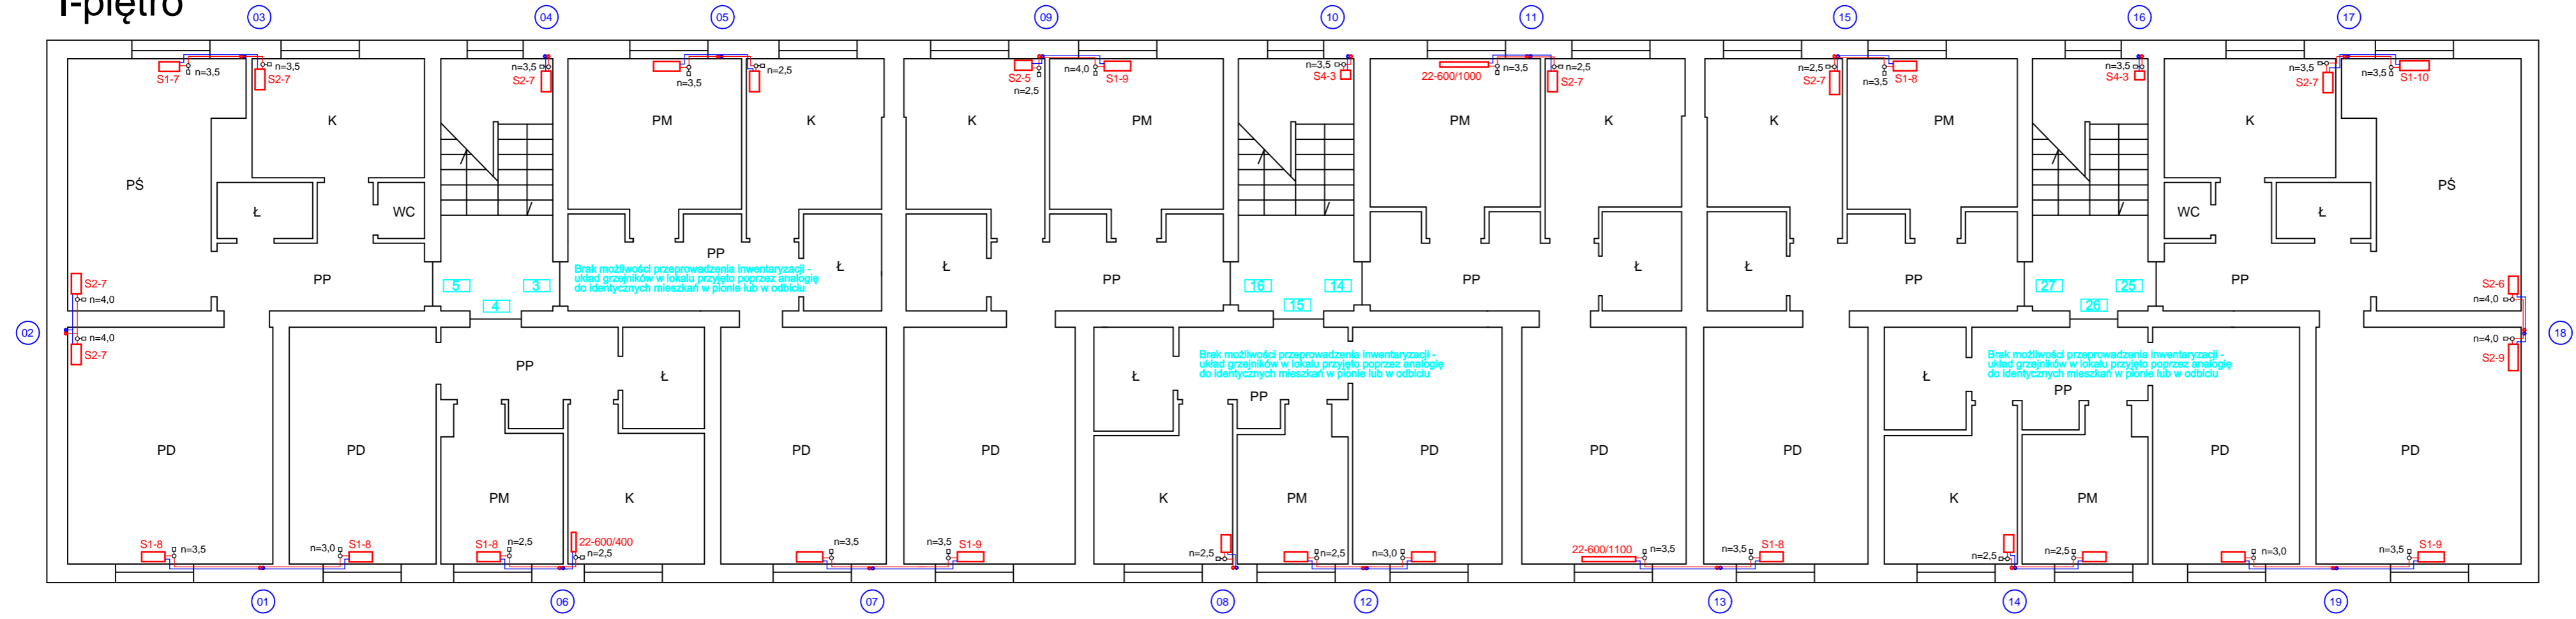 I-piętro
03 04 05 09 10 11 15 16 17
S1-7 n=3,5 n=3,5 S2-7 n=3,5 S2-7 n=3,5 n=2,5 S2-5 n=2,5 n=4,0 S1-9 n=3,5 S4-3 22-600/1000 n=3,5 n=2,5 S2-7 n=2,5 S2-7 n=3,5 S1-8 n=3,5 S4-3 n=3,5 S2-7 n=3,5 S1-10
K PM K K PM PM K K PM K
PŚ PŚ
Ł WC WC Ł
PP
Ł Ł Ł Ł
PP PP PP PP PP
Brak możliwości przeprowadzenia inwentaryzacji -
układ grzejników w lokalu przyjęto poprzez analogię
do identycznych mieszkań w pionie lub w odbiciu
S2-7 n=4,0
5 3 16 14 27 25
4 15 26
S2-6
n=4,0
02 18
n=4,0
S2-7
n=4,0
S2-9
PP Ł Ł
Brak możliwości przeprowadzenia inwentaryzacji -
układ grzejników w lokalu przyjęto poprzez analogię
do identycznych mieszkań w pionie lub w odbiciu
PP
Ł
Brak możliwości przeprowadzenia inwentaryzacji -
układ grzejników w lokalu przyjęto poprzez analogię
do identycznych mieszkań w pionie lub w odbiciu
PP
PD PD PD PD PD PD PD PD PD
PM K K PM K PM
S1-8 n=3,5 n=3,0 S1-8 S1-8 n=2,5 22-600/400 n=2,5 n=3,5 n=3,5 S1-9 n=2,5 n=2,5 n=3,0 22-600/1100 n=3,5 n=3,5 S1-8 n=2,5 n=2,5 n=3,0 n=3,5 S1-9
01 06 07 08 12 13 14 19